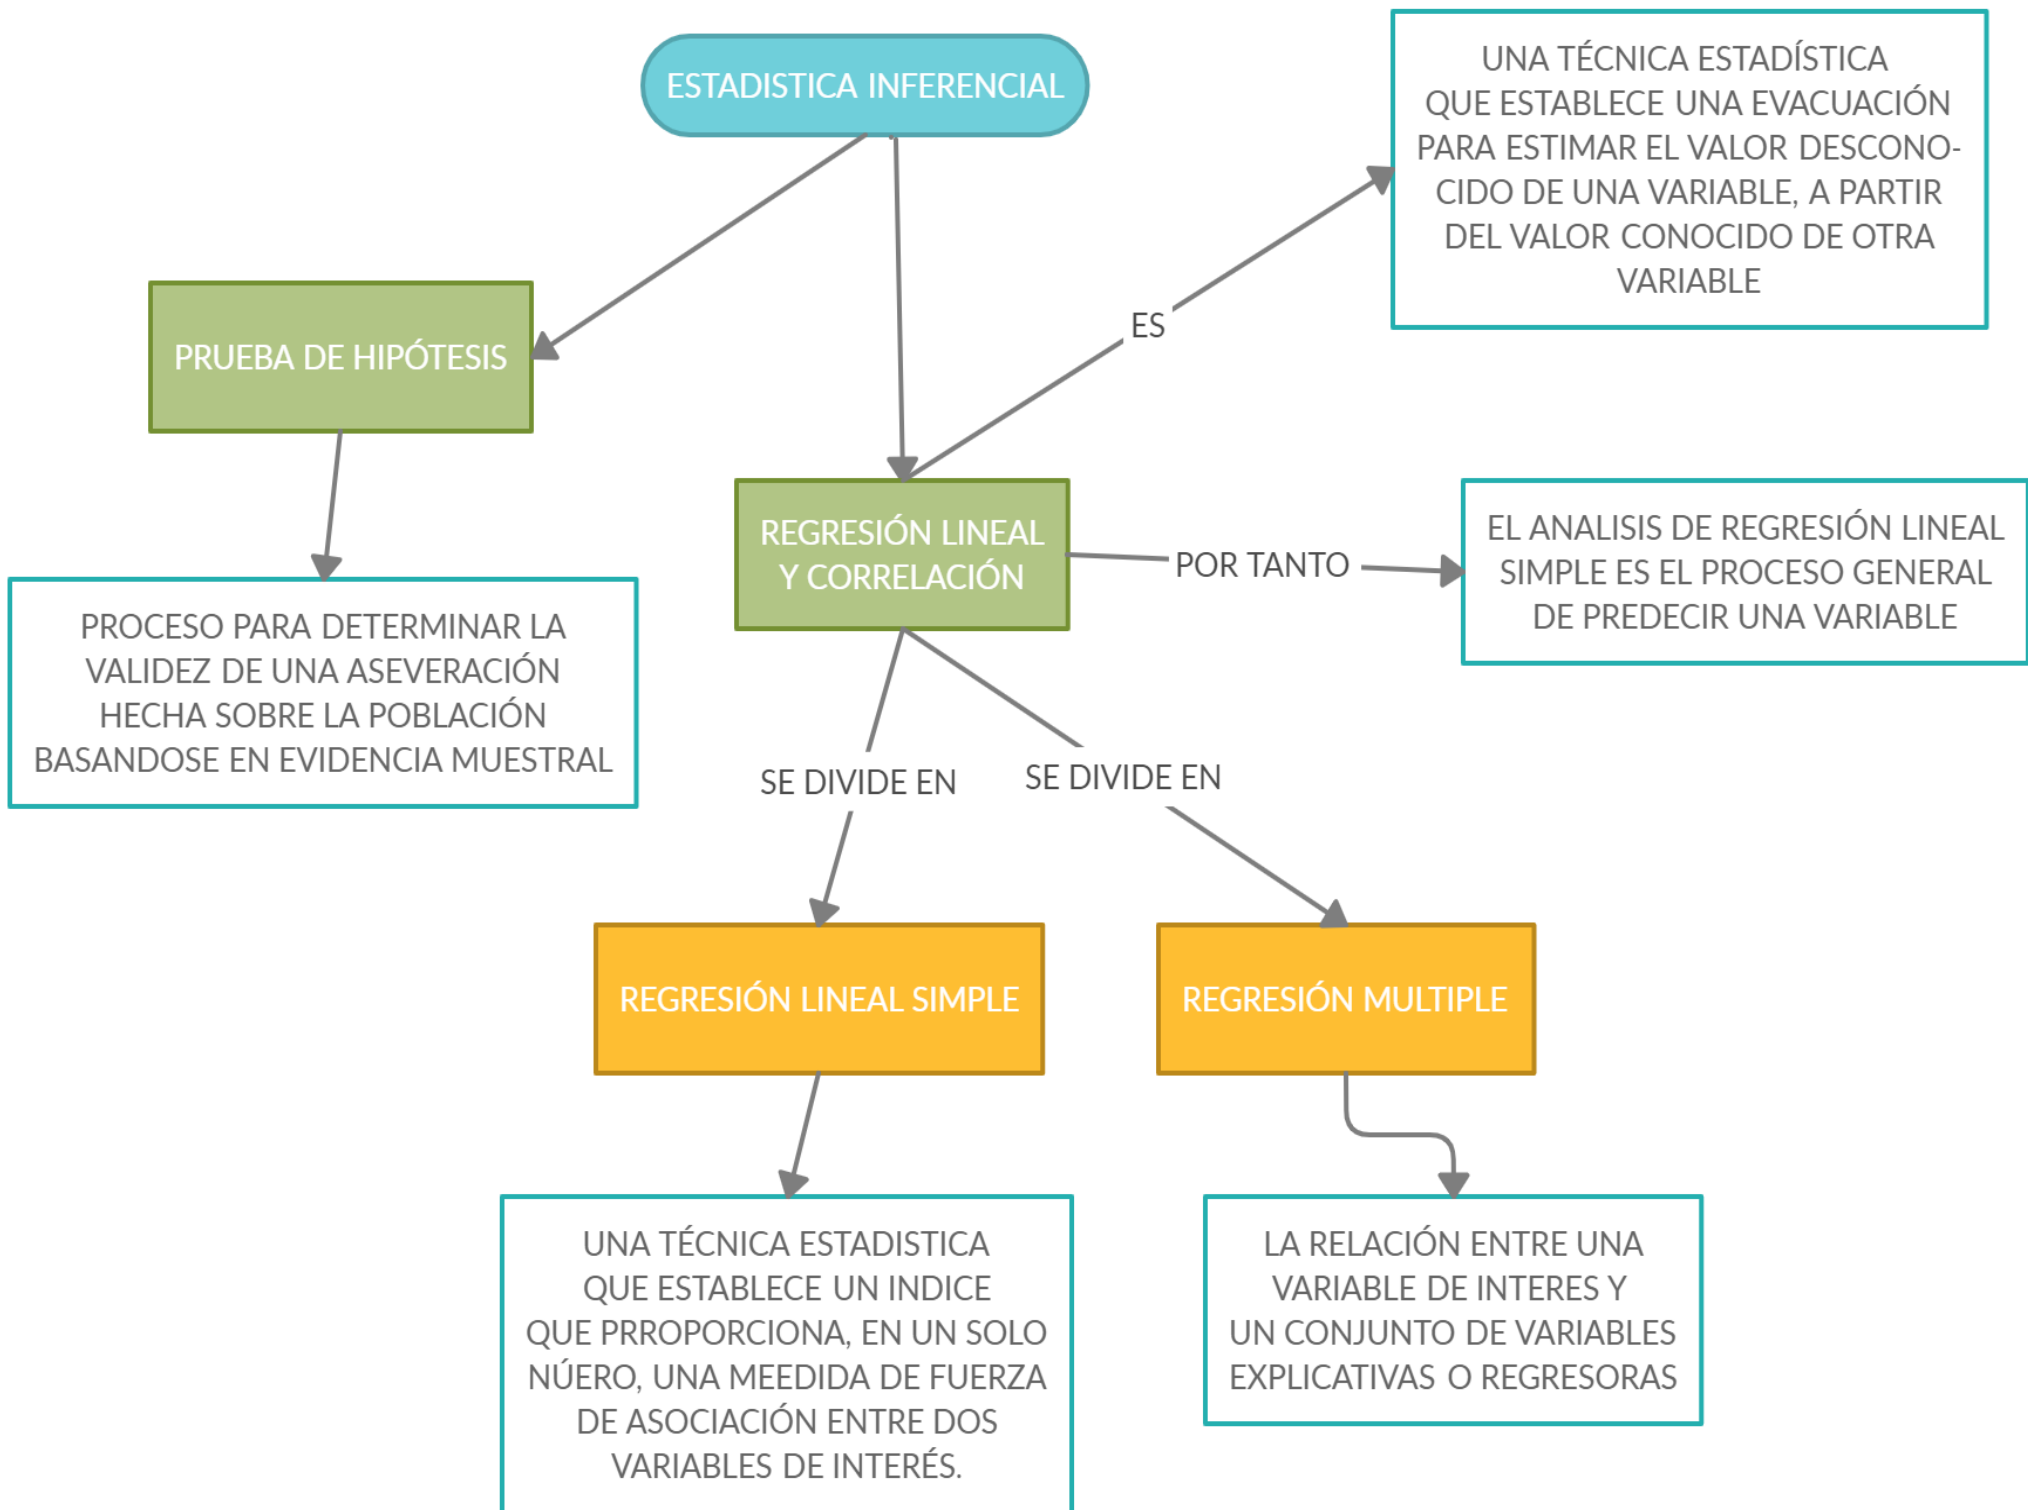 ESTADISTICA INFERENCIAL
UNA TÉCNICA ESTADÍSTICA
QUE ESTABLECE UNA EVACUACIÓN
PARA ESTIMAR EL VALOR DESCONO-
CIDO DE UNA VARIABLE, A PARTIR
DEL VALOR CONOCIDO DE OTRA
VARIABLE
PRUEBA DE HIPÓTESIS
ES
REGRESIÓN LINEAL
Y CORRELACIÓN
POR TANTO
EL ANALISIS DE REGRESIÓN LINEAL
SIMPLE ES EL PROCESO GENERAL
DE PREDECIR UNA VARIABLE
PROCESO PARA DETERMINAR LA
VALIDEZ DE UNA ASEVERACIÓN
HECHA SOBRE LA POBLACIÓN
BASANDOSE EN EVIDENCIA MUESTRAL
SE DIVIDE EN
SE DIVIDE EN
REGRESIÓN LINEAL SIMPLE
REGRESIÓN MULTIPLE
UNA TÉCNICA ESTADISTICA
QUE ESTABLECE UN INDICE
QUE PRROPORCIONA, EN UN SOLO
NÚERO, UNA MEEDIDA DE FUERZA
DE ASOCIACIÓN ENTRE DOS
VARIABLES DE INTERÉS.
LA RELACIÓN ENTRE UNA
VARIABLE DE INTERES Y
UN CONJUNTO DE VARIABLES
EXPLICATIVAS O REGRESORAS